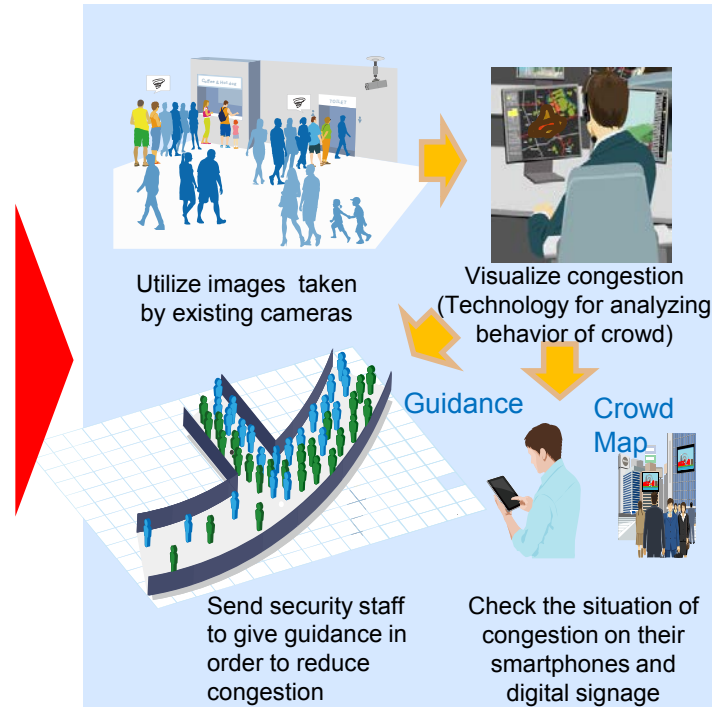 Utilize images taken
by existing cameras
Visualize congestion
(Technology for analyzing
behavior of crowd)
Guidance
Crowd
Map
Send security staff
to give guidance in
order to reduce
congestion
Check the situation of
congestion on their
smartphones and
digital signage